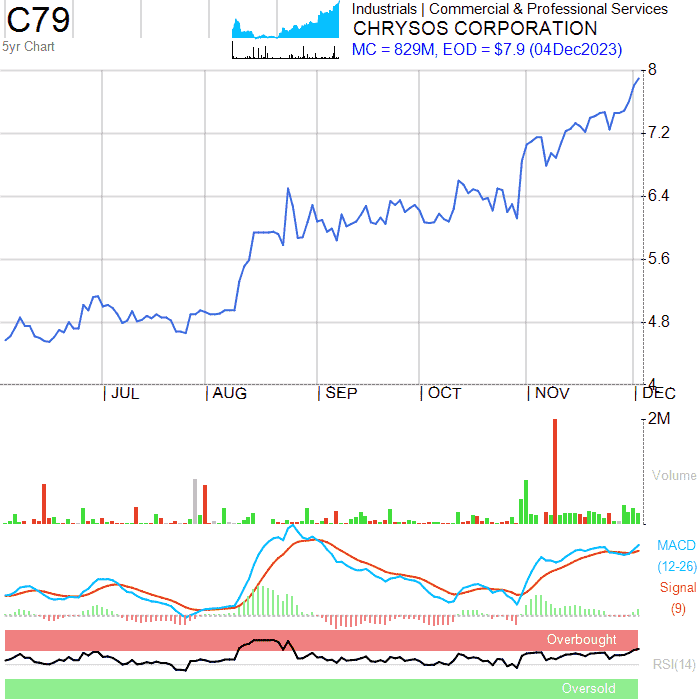 C79
5yr Chart
Industrials | Commercial & Professional Services
CHRYSOS CORPORATION
MC = 829M, EOD = $7.9 (04Dec2023)
8
7.2
6.4
5.6
4.8
4
JUL AUG SEP OCT NOV DEC
2M
Volume
MACD
(12-26)
Signal
(9)
Overbought
RSI(14)
Oversold